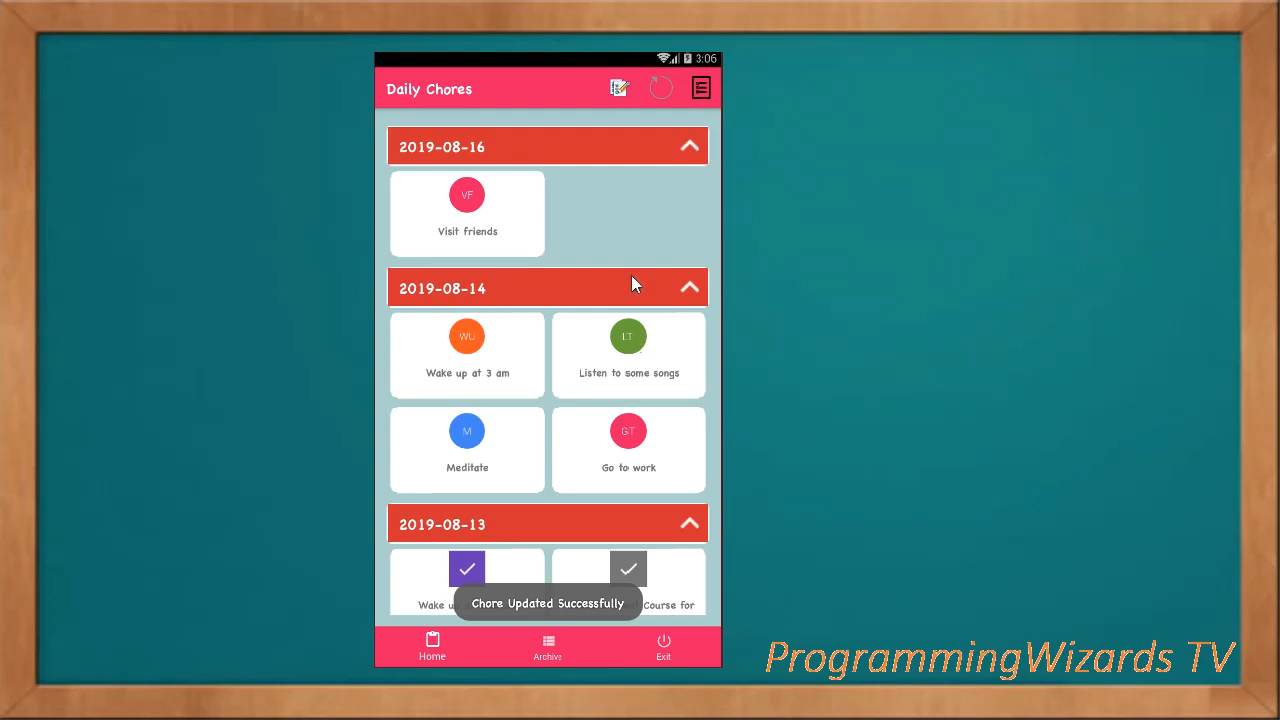 3:06
Daily Chores
2019-08-16
VF
Visit friends
2019-08-14
WU
LT
Wake up at 3 am
Listen to some songs
M
GT
Meditate
Go to work
2019-08-13
Wake
Course for
Chore Updated Successfully
Home
Archive
Exit
ProgrammingWizards TV